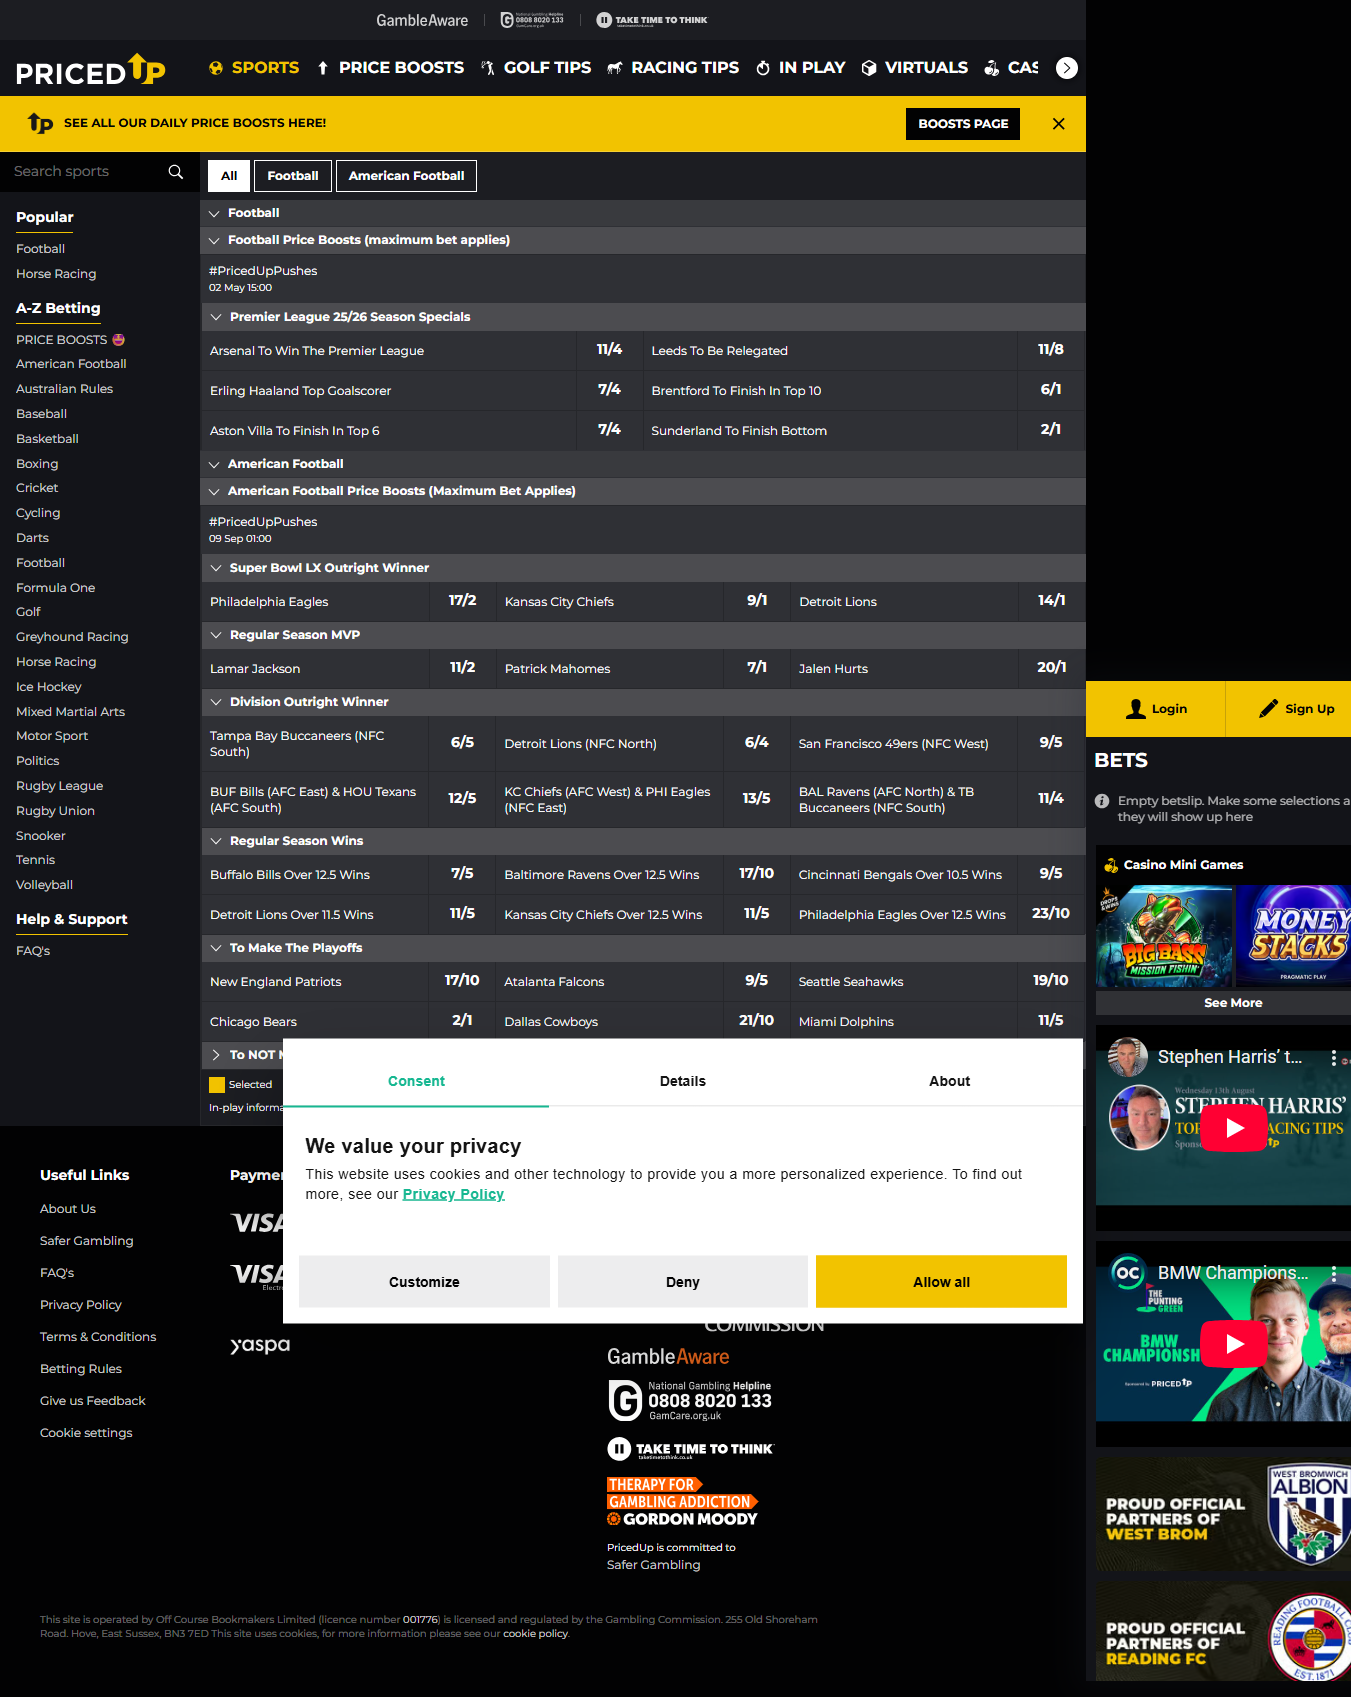 GambleAware
National Gambling Helpline
0808 8020 133
GamCare.org.uk
TAKE TIME TO THINK
PRICED UP
SPORTS
PRICE BOOSTS
GOLF TIPS
RACING TIPS
IN PLAY
VIRTUALS
CAS
SEE ALL OUR DAILY PRICE BOOSTS HERE!
BOOSTS PAGE
Search sports
All
Football
American Football
Popular
Football
Horse Racing
A-Z Betting
PRICE BOOSTS
American Football
Australian Rules
Baseball
Basketball
Boxing
Cricket
Cycling
Darts
Football
Formula One
Golf
Greyhound Racing
Horse Racing
Ice Hockey
Mixed Martial Arts
Motor Sport
Politics
Rugby League
Rugby Union
Snooker
Tennis
Volleyball
Help & Support
FAQ's
Football
Football Price Boosts (maximum bet applies)
#PricedUpPushes
02 May 15:00
Premier League 25/26 Season Specials
Arsenal To Win The Premier League 11/4 Leeds To Be Relegated 11/8
Erling Haaland Top Goalscorer 7/4 Brentford To Finish In Top 10 6/1
Aston Villa To Finish In Top 6 7/4 Sunderland To Finish Bottom 2/1
American Football
American Football Price Boosts (Maximum Bet Applies)
#PricedUpPushes
09 Sep 01:00
Super Bowl LX Outright Winner
Philadelphia Eagles 17/2 Kansas City Chiefs 9/1 Detroit Lions 14/1
Regular Season MVP
Lamar Jackson 11/2 Patrick Mahomes 7/1 Jalen Hurts 20/1
Division Outright Winner
Tampa Bay Buccaneers (NFC
South)
6/5
Detroit Lions (NFC North) 6/4 San Francisco 49ers (NFC West) 9/5
BUF Bills (AFC East) & HOU Texans
(AFC South)
12/5
KC Chiefs (AFC West) & PHI Eagles
(NFC East)
13/5
BAL Ravens (AFC North) & TB
Buccaneers (NFC South)
11/4
Regular Season Wins
Buffalo Bills Over 12.5 Wins 7/5 Baltimore Ravens Over 12.5 Wins 17/10 Cincinnati Bengals Over 10.5 Wins 9/5
Detroit Lions Over 11.5 Wins 11/5 Kansas City Chiefs Over 12.5 Wins 11/5 Philadelphia Eagles Over 12.5 Wins 23/10
To Make The Playoffs
New England Patriots 17/10 Atalanta Falcons 9/5 Seattle Seahawks 19/10
Chicago Bears 2/1 Dallas Cowboys 21/10 Miami Dolphins 11/5
To NOT
Selected
In-play informa
Consent
Details
About
We value your privacy
This website uses cookies and other technology to provide you a more personalized experience. To find out
more, see our Privacy Policy
Customize
Deny
Allow all
Login
Sign Up
BETS
Empty betslip. Make some selections a
they will show up here
Casino Mini Games
DROPS & WINS
BIG BASS
MISSION FISHIN'
MONEY
STACKS
PRAGMATIC PLAY
See More
Stephen Harris' t...
Wednesday 13th August
STEPHEN HARRIS'
TOP
ACING TIPS
Spons
OC
BMW Champions...
THE
PUNTING
GREEN
BMW
CHAMPIONSH
Sponsored by PRICED UP
PROUD OFFICIAL
PARTNERS OF
WEST BROM
WEST BROMWICH
ALBION
PROUD OFFICIAL
PARTNERS OF
READING FC
READING FOOTBALL CLUB
EST. 1871
Useful Links
About Us
Safer Gambling
FAQ's
Privacy Policy
Terms & Conditions
Betting Rules
Give us Feedback
Cookie settings
Paymen
VISA
VISA
Electr
yaspa
COMMISSION
GambleAware
National Gambling Helpline
0808 8020 133
GamCare.org.uk
TAKE TIME TO THINK
taketimetothink.co.uk
THERAPY FOR
GAMBLING ADDICTION
GORDON MOODY
PricedUp is committed to
Safer Gambling
This site is operated by Off Course Bookmakers Limited (licence number 001776) is licensed and regulated by the Gambling Commission. 255 Old Shoreham
Road. Hove, East Sussex, BN3 7ED This site uses cookies, for more information please see our cookie policy.